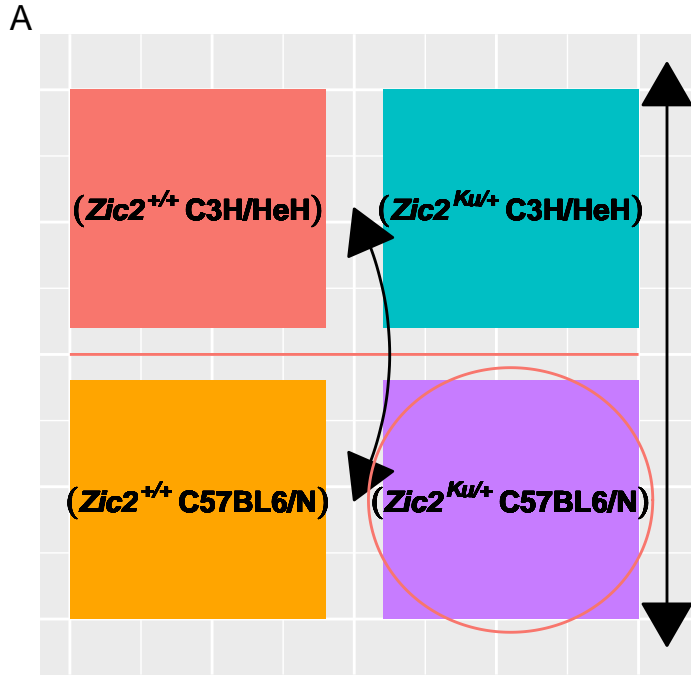 A
(Zic2+/+ C3H/HeH)
(Zic2Ku/+ C3H/HeH)
(Zic2+/+ C57BL6/N)
(Zic2Ku/+ C57BL6/N)